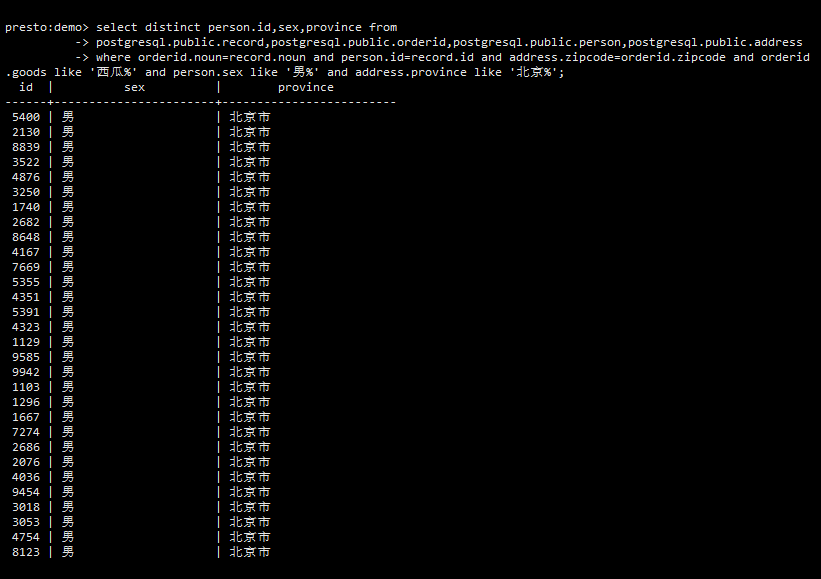 presto:demo> select distinct person.id,sex,province from
-> postgresql.public.record,postgresql.public.orderid,postgresql.public.person,postgresql.public.address
-> where orderid.noun=record.noun and person.id=record.id and address.zipcode=orderid.zipcode and orderid
.goods like '西瓜%' and person.sex like '男%' and address.province like '北京%';
id | sex | province
------+-----------------------+-------------------------
5400 | 男 | 北京市
2130 | 男 | 北京市
8839 | 男 | 北京市
3522 | 男 | 北京市
4876 | 男 | 北京市
3250 | 男 | 北京市
1740 | 男 | 北京市
2682 | 男 | 北京市
8648 | 男 | 北京市
4167 | 男 | 北京市
7669 | 男 | 北京市
5355 | 男 | 北京市
4351 | 男 | 北京市
5391 | 男 | 北京市
4323 | 男 | 北京市
1129 | 男 | 北京市
9585 | 男 | 北京市
9942 | 男 | 北京市
1103 | 男 | 北京市
1296 | 男 | 北京市
1667 | 男 | 北京市
7274 | 男 | 北京市
2686 | 男 | 北京市
2076 | 男 | 北京市
4036 | 男 | 北京市
9454 | 男 | 北京市
3018 | 男 | 北京市
3053 | 男 | 北京市
4754 | 男 | 北京市
8123 | 男 | 北京市